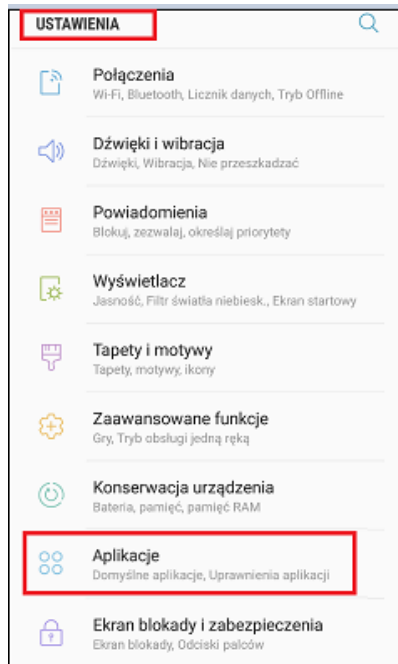 USTAWIENIA
Połączenia
Wi-Fi, Bluetooth, Licznik danych, Tryb Offline
Dźwięki i wibracja
Dźwięki, Wibracja, Nie przeszkadzać
Powiadomienia
Blokuj, zezwalaj, określaj priorytety
Wyświetlacz
Jasność, Filtr światła niebiesk., Ekran startowy
Tapety i motywy
Tapety, motywy, ikony
Zaawansowane funkcje
Gry, Tryb obsługi jedną ręką
Konserwacja urządzenia
Bateria, pamięć, pamięć RAM
Aplikacje
Domyślne aplikacje, Uprawnienia aplikacji
Ekran blokady i zabezpieczenia
Ekran blokady, Odciski palców